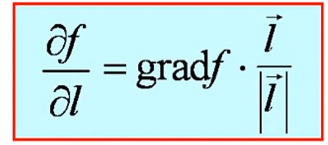 ∂f/∂l = gradf · l⃗/|l⃗|